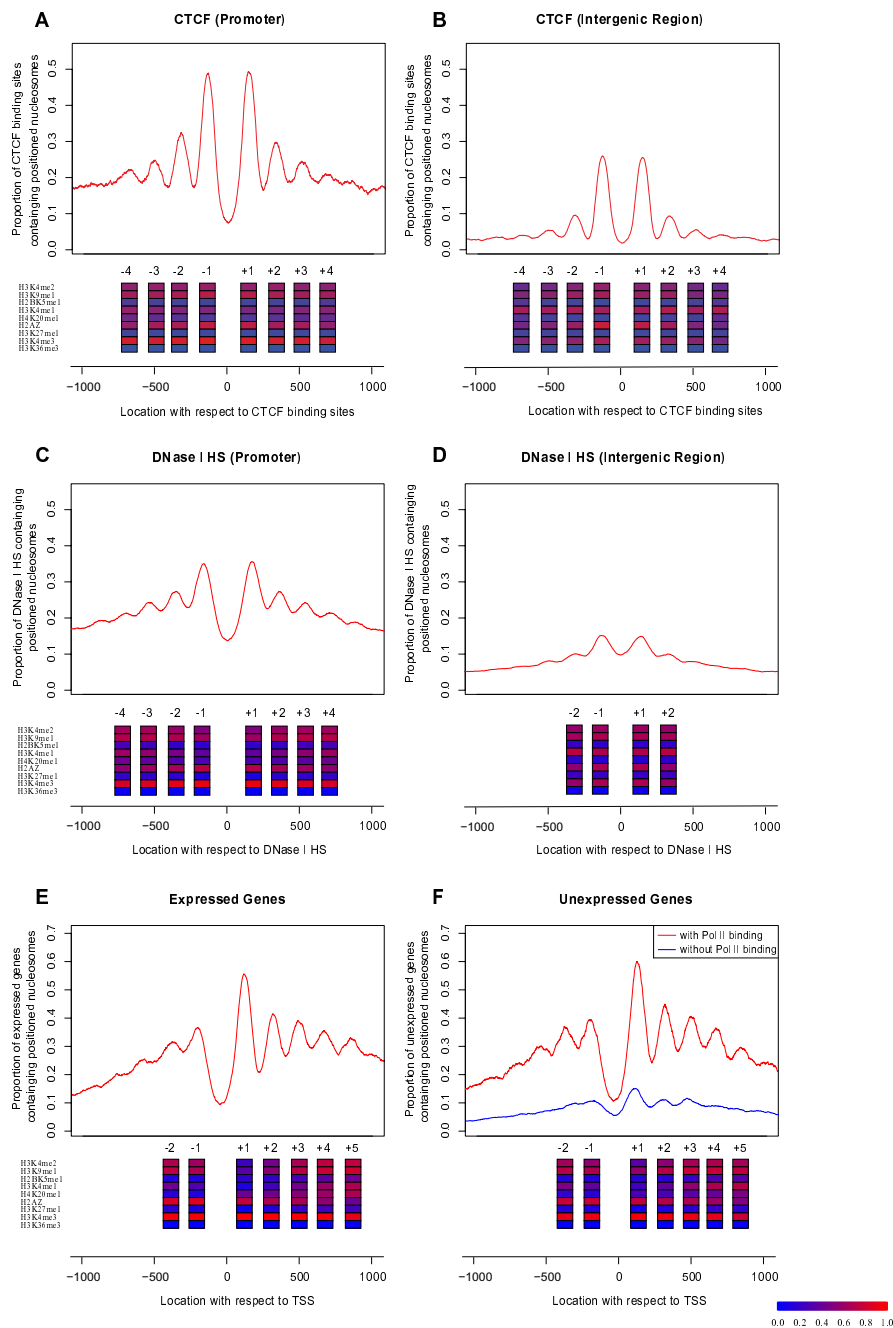 A
CTCF (Promoter)
Proportion of CTCF binding sites
containging positioned nucleosomes
0.0 0.1 0.2 0.3 0.4 0.5
-4 -3 -2 -1 +1 +2 +3 +4
H3K4me2
H3K9me1
H2BK5me1
H3K4me1
H4K20me1
H2AZ
H3K27me1
H3K4me3
H3K36me3
−1000 −500 0 500 1000
Location with respect to CTCF binding sites
B
CTCF (Intergenic Region)
Proportion of CTCF binding sites
containging positioned nucleosomes
0.0 0.1 0.2 0.3 0.4 0.5
-4 -3 -2 -1 +1 +2 +3 +4
−1000 −500 0 500 1000
Location with respect to CTCF binding sites
C
DNase I HS (Promoter)
Proportion of DNase I HS containging
positioned nucleosomes
0.0 0.1 0.2 0.3 0.4 0.5
-4 -3 -2 -1 +1 +2 +3 +4
H3K4me2
H3K9me1
H2BK5me1
H3K4me1
H4K20me1
H2AZ
H3K27me1
H3K4me3
H3K36me3
−1000 −500 0 500 1000
Location with respect to DNase I HS
D
DNase I HS (Intergenic Region)
Proportion of DNase I HS containging
positioned nucleosomes
0.0 0.1 0.2 0.3 0.4 0.5
-2 -1 +1 +2
−1000 −500 0 500 1000
Location with respect to DNase I HS
E
Expressed Genes
Proportion of expressed genes
containging positioned nucleosomes
0.0 0.1 0.2 0.3 0.4 0.5 0.6 0.7
-2 -1 +1 +2 +3 +4 +5
H3K4me2
H3K9me1
H2BK5me1
H3K4me1
H4K20me1
H2AZ
H3K27me1
H3K4me3
H3K36me3
−1000 −500 0 500 1000
Location with respect to TSS
F
Unexpressed Genes
Proportion of unexpressed genes
containging positioned nucleosomes
0.0 0.1 0.2 0.3 0.4 0.5 0.6 0.7
with Pol II binding
without Pol II binding
-2 -1 +1 +2 +3 +4 +5
−1000 −500 0 500 1000
Location with respect to TSS
0.0 0.2 0.4 0.6 0.8 1.0